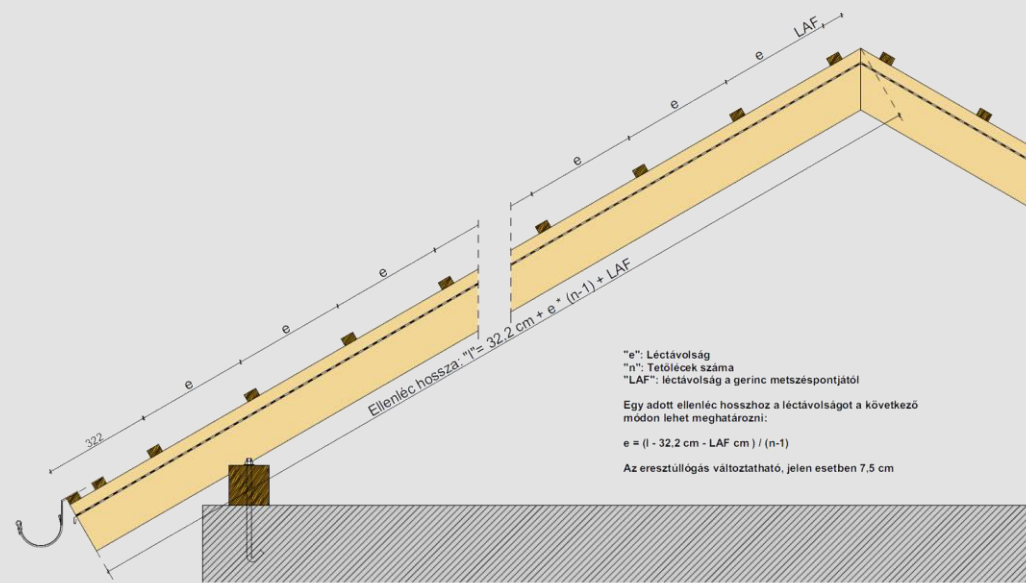 LAF
e
e
e
e
e
e
322
Ellenléc hossza: "l"= 32,2 cm + e * (n-1) + LAF
"e": Léctávolság
"n": Tetőlécek száma
"LAF": léctávolság a gerinc metszéspontjától
Egy adott ellenléc hosszhoz a léctávolságot a következő
módon lehet meghatározni:
e = (l - 32,2 cm - LAF cm ) / (n-1)
Az eresztúllógás változtatható, jelen esetben 7,5 cm